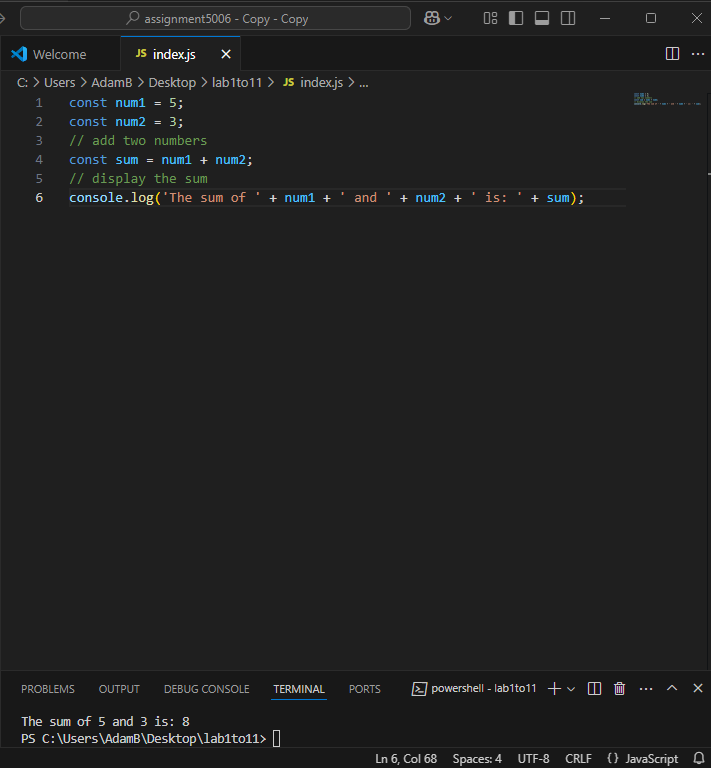 assignment5006 - Copy - Copy
Welcome
JS index.js
C: > Users > AdamB > Desktop > lab1to11 > JS index.js > ...
1 const num1 = 5;
2 const num2 = 3;
3 // add two numbers
4 const sum = num1 + num2;
5 // display the sum
6 console.log('The sum of ' + num1 + ' and ' + num2 + ' is: ' + sum);
PROBLEMS OUTPUT DEBUG CONSOLE TERMINAL PORTS powershell - lab1to11
The sum of 5 and 3 is: 8
PS C:\Users\AdamB\Desktop\lab1to11>
Ln 6, Col 68 Spaces: 4 UTF-8 CRLF {} JavaScript